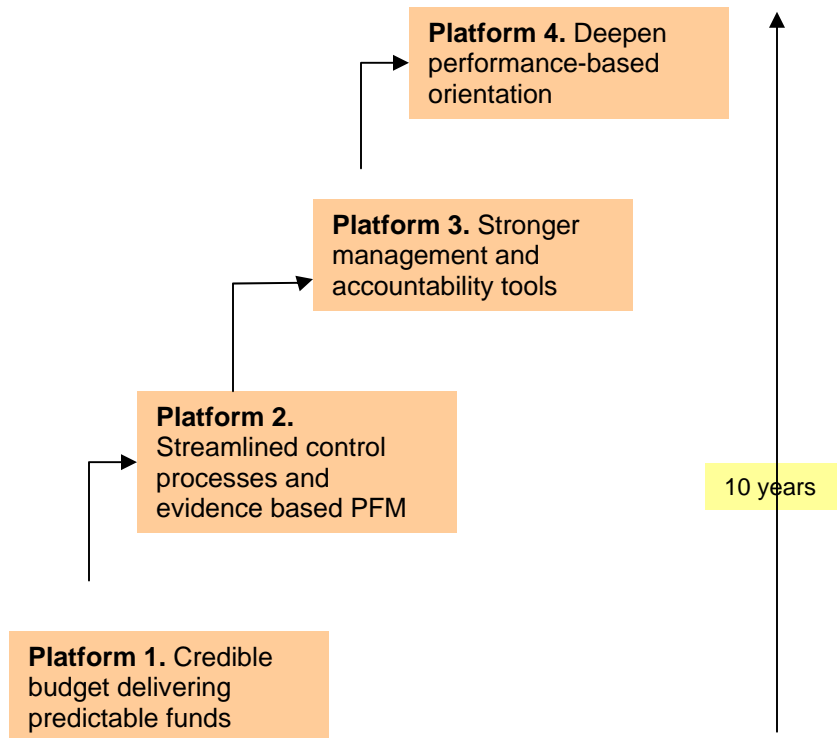 Platform 4. Deepen
performance-based
orientation
Platform 3. Stronger
management and
accountability tools
Platform 2.
Streamlined control
processes and
evidence based PFM
10 years
Platform 1. Credible
budget delivering
predictable funds